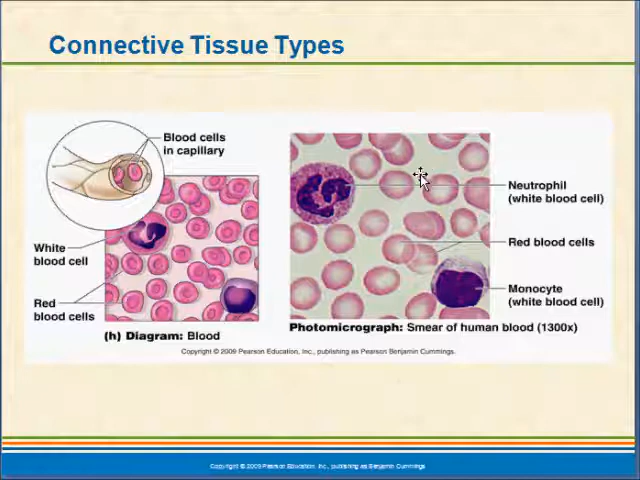 Connective Tissue Types
Blood cells
in capillary
White
blood cell
Red
blood cells
(h) Diagram: Blood
Neutrophil
(white blood cell)
Red blood cells
Monocyte
(white blood cell)
Photomicrograph: Smear of human blood (1300x)
Copyright © 2009 Pearson Education, Inc., publishing as Pearson Benjamin Cummings.
Copyright © 2009 Pearson Education, Inc., publishing as Benjamin Cummings